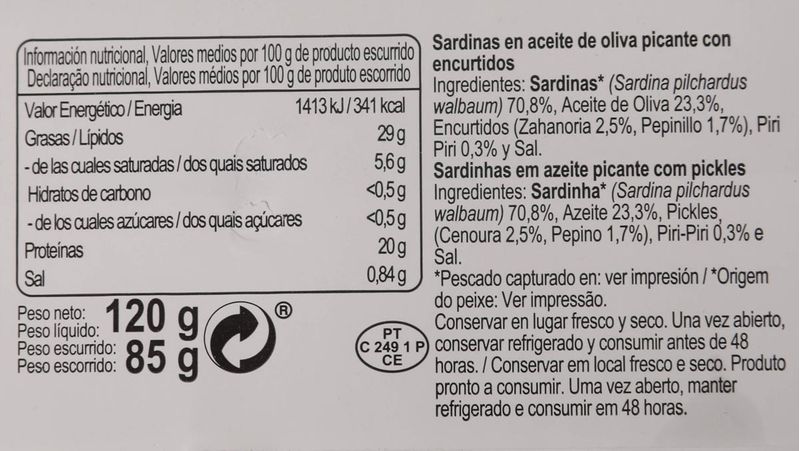 Información nutricional, Valores medios por 100 g de producto escurrido
Declaração nutricional, Valores médios por 100 g de produto escorrido
Valor Energético / Energia 1413 kJ / 341 kcal
Grasas / Lípidos 29 g
- de las cuales saturadas / dos quais saturados 5,6 g
Hidratos de carbono <0,5 g
- de los cuales azúcares / dos quais açúcares <0,5 g
Proteínas 20 g
Sal 0,84 g
Peso neto:
Peso líquido: 120 g
Peso escurrido:
Peso escorrido: 85 g
®
PT
C 249 1 P
CE
Sardinas en aceite de oliva picante con
encurtidos
Ingredientes: Sardinas* (Sardina pilchardus
walbaum) 70,8%, Aceite de Oliva 23,3%,
Encurtidos (Zahanoria 2,5%, Pepinillo 1,7%), Piri
Piri 0,3% y Sal.
Sardinhas em azeite picante com pickles
Ingredientes: Sardinha* (Sardina pilchardus
walbaum) 70,8%, Azeite 23,3%, Pickles,
(Cenoura 2,5%, Pepino 1,7%), Piri-Piri 0,3% e
Sal.
*Pescado capturado en: ver impresión / *Origem
do peixe: Ver impressão.
Conservar en lugar fresco y seco. Una vez abierto,
conservar refrigerado y consumir antes de 48
horas. / Conservar em local fresco e seco. Produto
pronto a consumir. Uma vez aberto, manter
refrigerado e consumir em 48 horas.